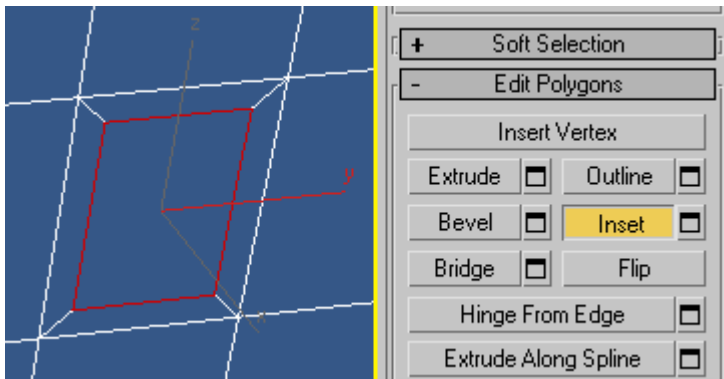 z
y
x
+ Soft Selection
- Edit Polygons
Insert Vertex
Extrude Outline
Bevel Inset
Bridge Flip
Hinge From Edge
Extrude Along Spline